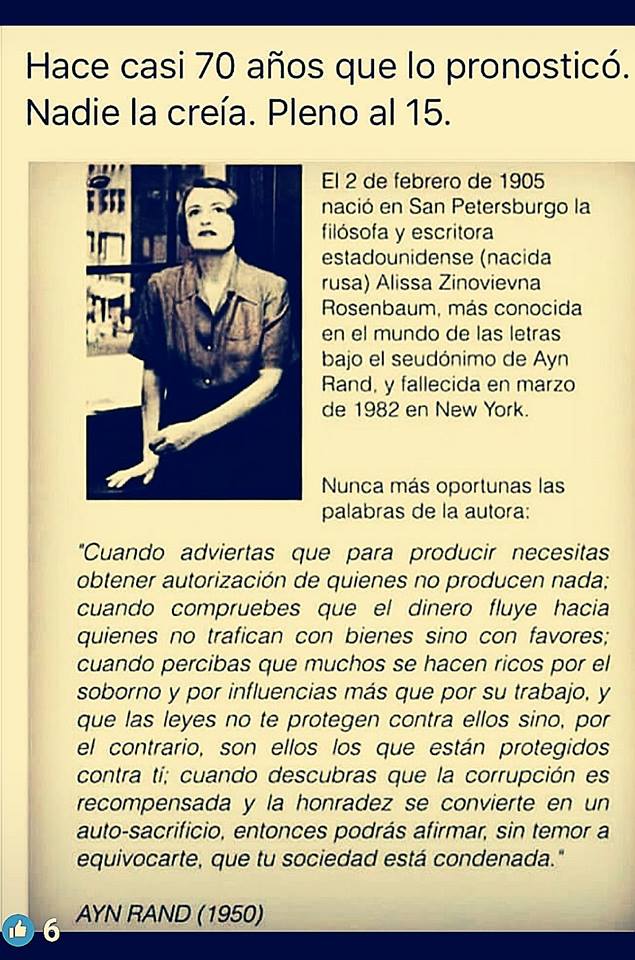 Hace casi 70 años que lo pronosticó.
Nadie la creía. Pleno al 15.
El 2 de febrero de 1905
nació en San Petersburgo la
filósofa y escritora
estadounidense (nacida
rusa) Alissa Zinovievna
Rosenbaum, más conocida
en el mundo de las letras
bajo el seudónimo de Ayn
Rand, y fallecida en marzo
de 1982 en New York.
Nunca más oportunas las
palabras de la autora:
"Cuando adviertas que para producir necesitas
obtener autorización de quienes no producen nada;
cuando compruebes que el dinero fluye hacia
quienes no trafican con bienes sino con favores;
cuando percibas que muchos se hacen ricos por el
soborno y por influencias más que por su trabajo, y
que las leyes no te protegen contra ellos sino, por
el contrario, son ellos los que están protegidos
contra ti; cuando descubras que la corrupción es
recompensada y la honradez se convierte en un
auto-sacrificio, entonces podrás afirmar, sin temor a
equivocarte, que tu sociedad está condenada."
AYN RAND (1950)
6